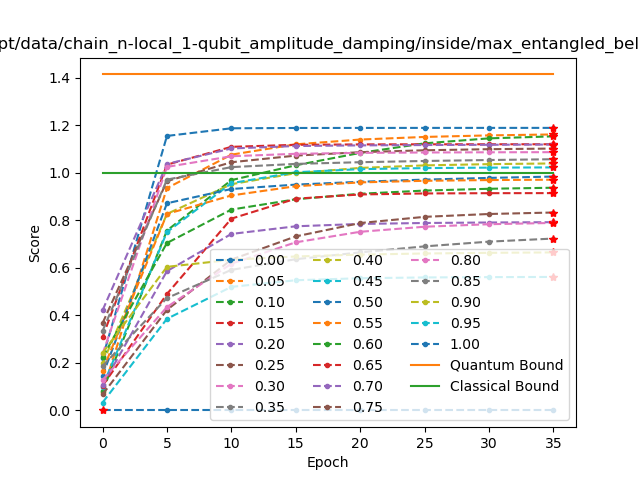 pt/data/chain_n-local_1-qubit_amplitude_damping/inside/max_entangled_bel
1.4
1.2
1.0
0.8
0.6
0.4
0.2
0.0
Score
0 5 10 15 20 25 30 35
Epoch
0.00 0.40 0.80
0.05 0.45 0.85
0.10 0.50 0.90
0.15 0.55 0.95
0.20 0.60 1.00
0.25 0.65 Quantum Bound
0.30 0.70 Classical Bound
0.35 0.75